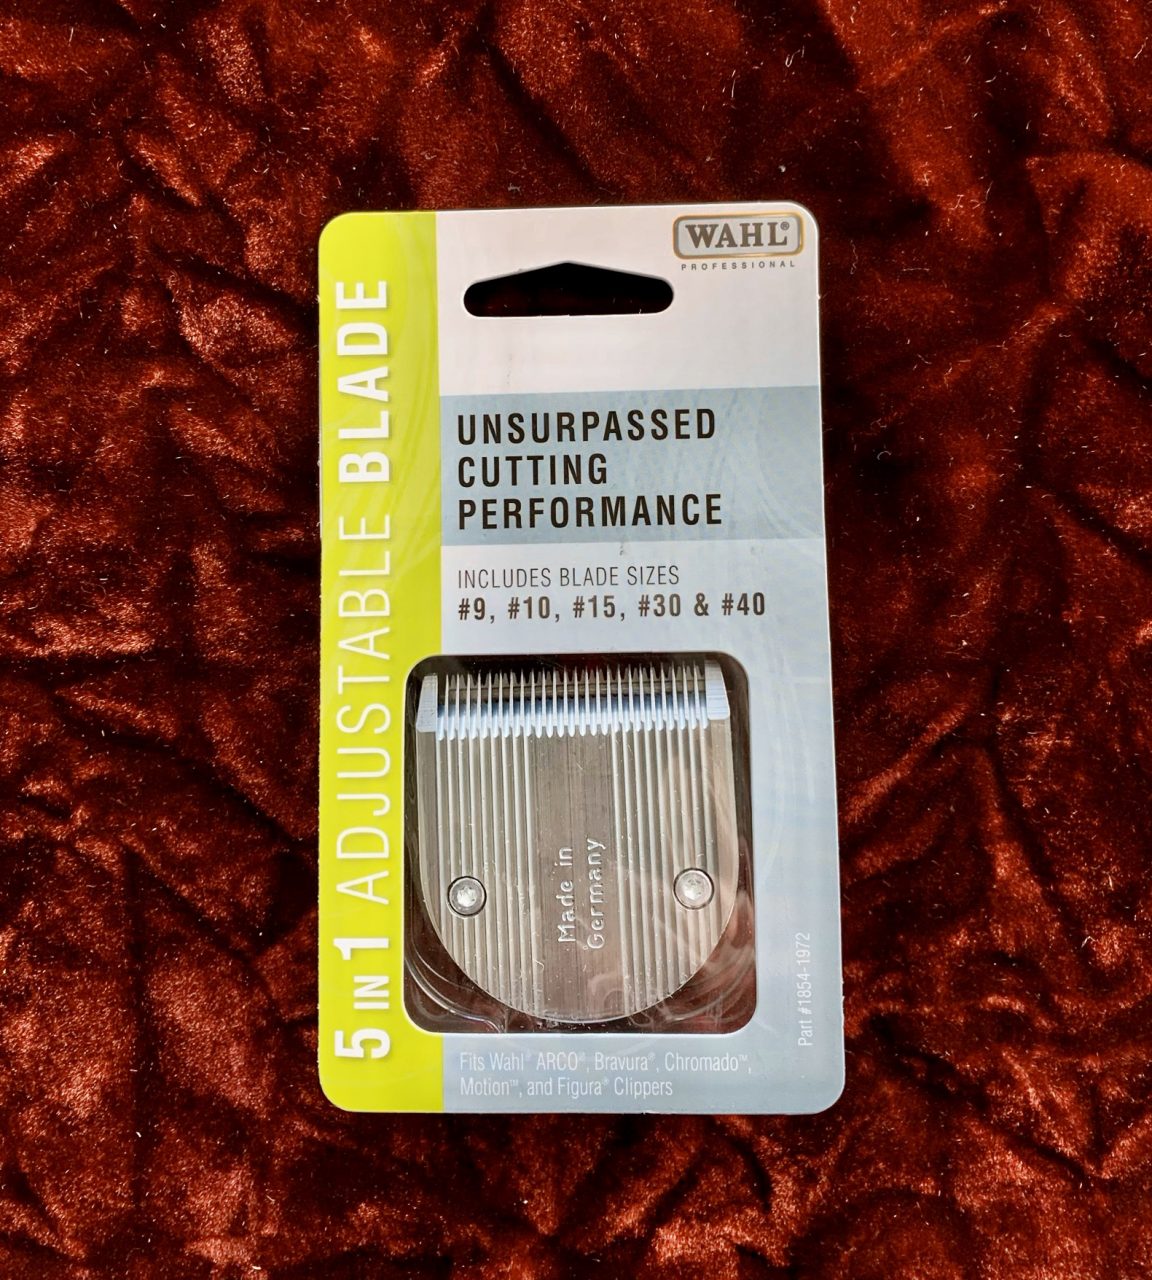 WAHL®
PROFESSIONAL
5 IN 1 ADJUSTABLE BLADE
UNSURPASSED
CUTTING
PERFORMANCE
INCLUDES BLADE SIZES
#9, #10, #15, #30 & #40
Made in
Germany
Part #1854-1972
Fits Wahl® ARCO®, Bravura®, Chromado™,
Motion™, and Figura® Clippers